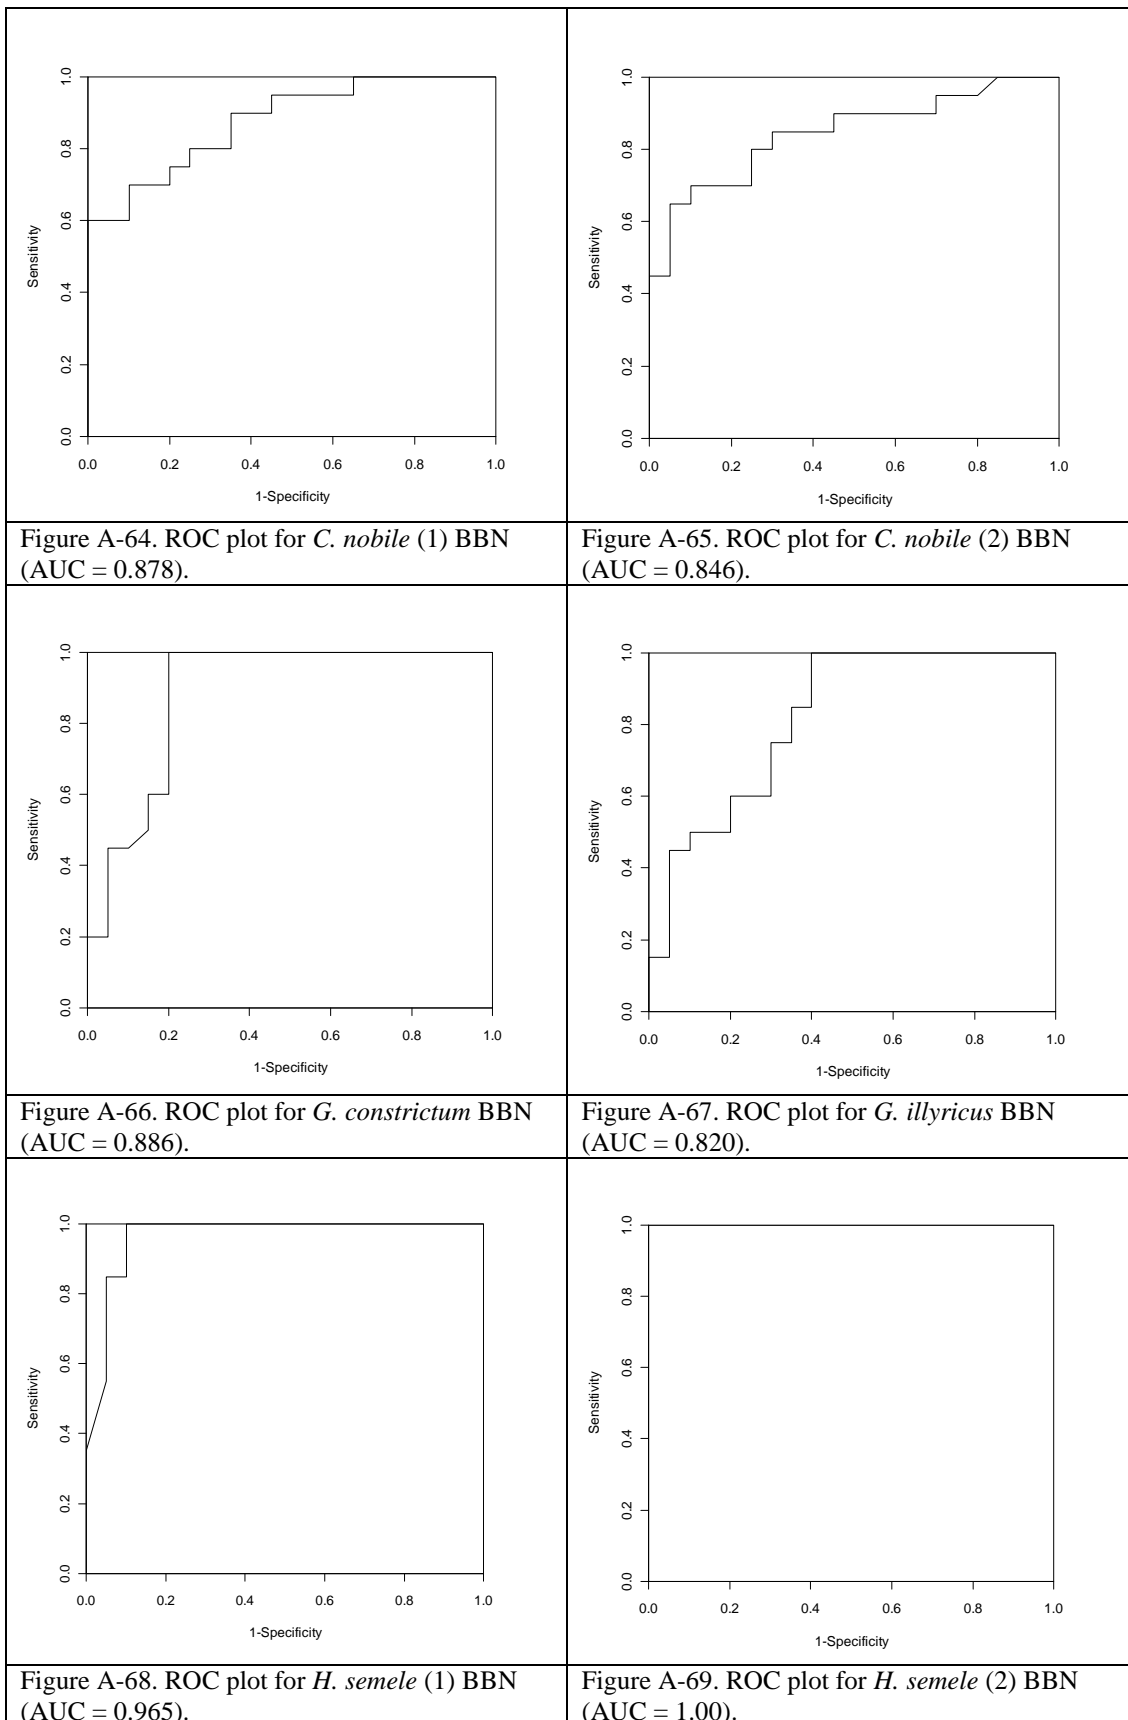 1.0
0.8
0.6
Sensitivity
0.4
0.2
0.0
0.0 0.2 0.4 0.6 0.8 1.0
1-Specificity
Figure A-64. ROC plot for C. nobile (1) BBN
(AUC = 0.878).
1.0
0.8
0.6
Sensitivity
0.4
0.2
0.0
0.0 0.2 0.4 0.6 0.8 1.0
1-Specificity
Figure A-65. ROC plot for C. nobile (2) BBN
(AUC = 0.846).
1.0
0.8
0.6
Sensitivity
0.4
0.2
0.0
0.0 0.2 0.4 0.6 0.8 1.0
1-Specificity
Figure A-66. ROC plot for G. constrictum BBN
(AUC = 0.886).
1.0
0.8
0.6
Sensitivity
0.4
0.2
0.0
0.0 0.2 0.4 0.6 0.8 1.0
1-Specificity
Figure A-67. ROC plot for G. illyricus BBN
(AUC = 0.820).
1.0
0.8
0.6
Sensitivity
0.4
0.2
0.0
0.0 0.2 0.4 0.6 0.8 1.0
1-Specificity
Figure A-68. ROC plot for H. semele (1) BBN
(AUC = 0.965).
1.0
0.8
0.6
Sensitivity
0.4
0.2
0.0
0.0 0.2 0.4 0.6 0.8 1.0
1-Specificity
Figure A-69. ROC plot for H. semele (2) BBN
(AUC = 1.00).